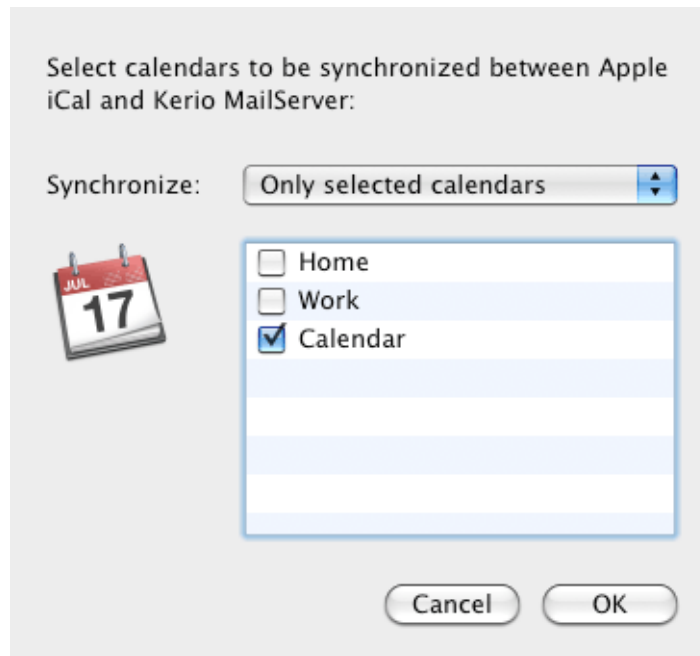 Select calendars to be synchronized between Apple
iCal and Kerio MailServer:
Synchronize: Only selected calendars
JUL
17
Home
Work
Calendar
Cancel OK